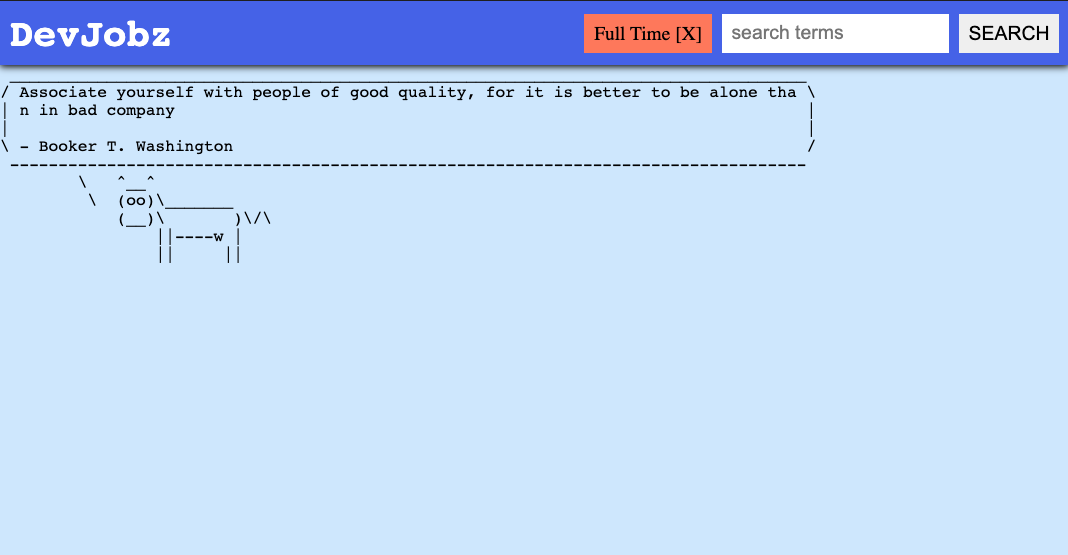 DevJobz
Full Time [X]
search terms
SEARCH
 __________________________________________________________________________________
/ Associate yourself with people of good quality, for it is better to be alone tha \
| n in bad company                                                                 |
|                                                                                  |
\ - Booker T. Washington                                                           /
 ----------------------------------------------------------------------------------
        \   ^__^
         \  (oo)\_______
            (__)\       )\/\
                ||----w |
                ||     ||